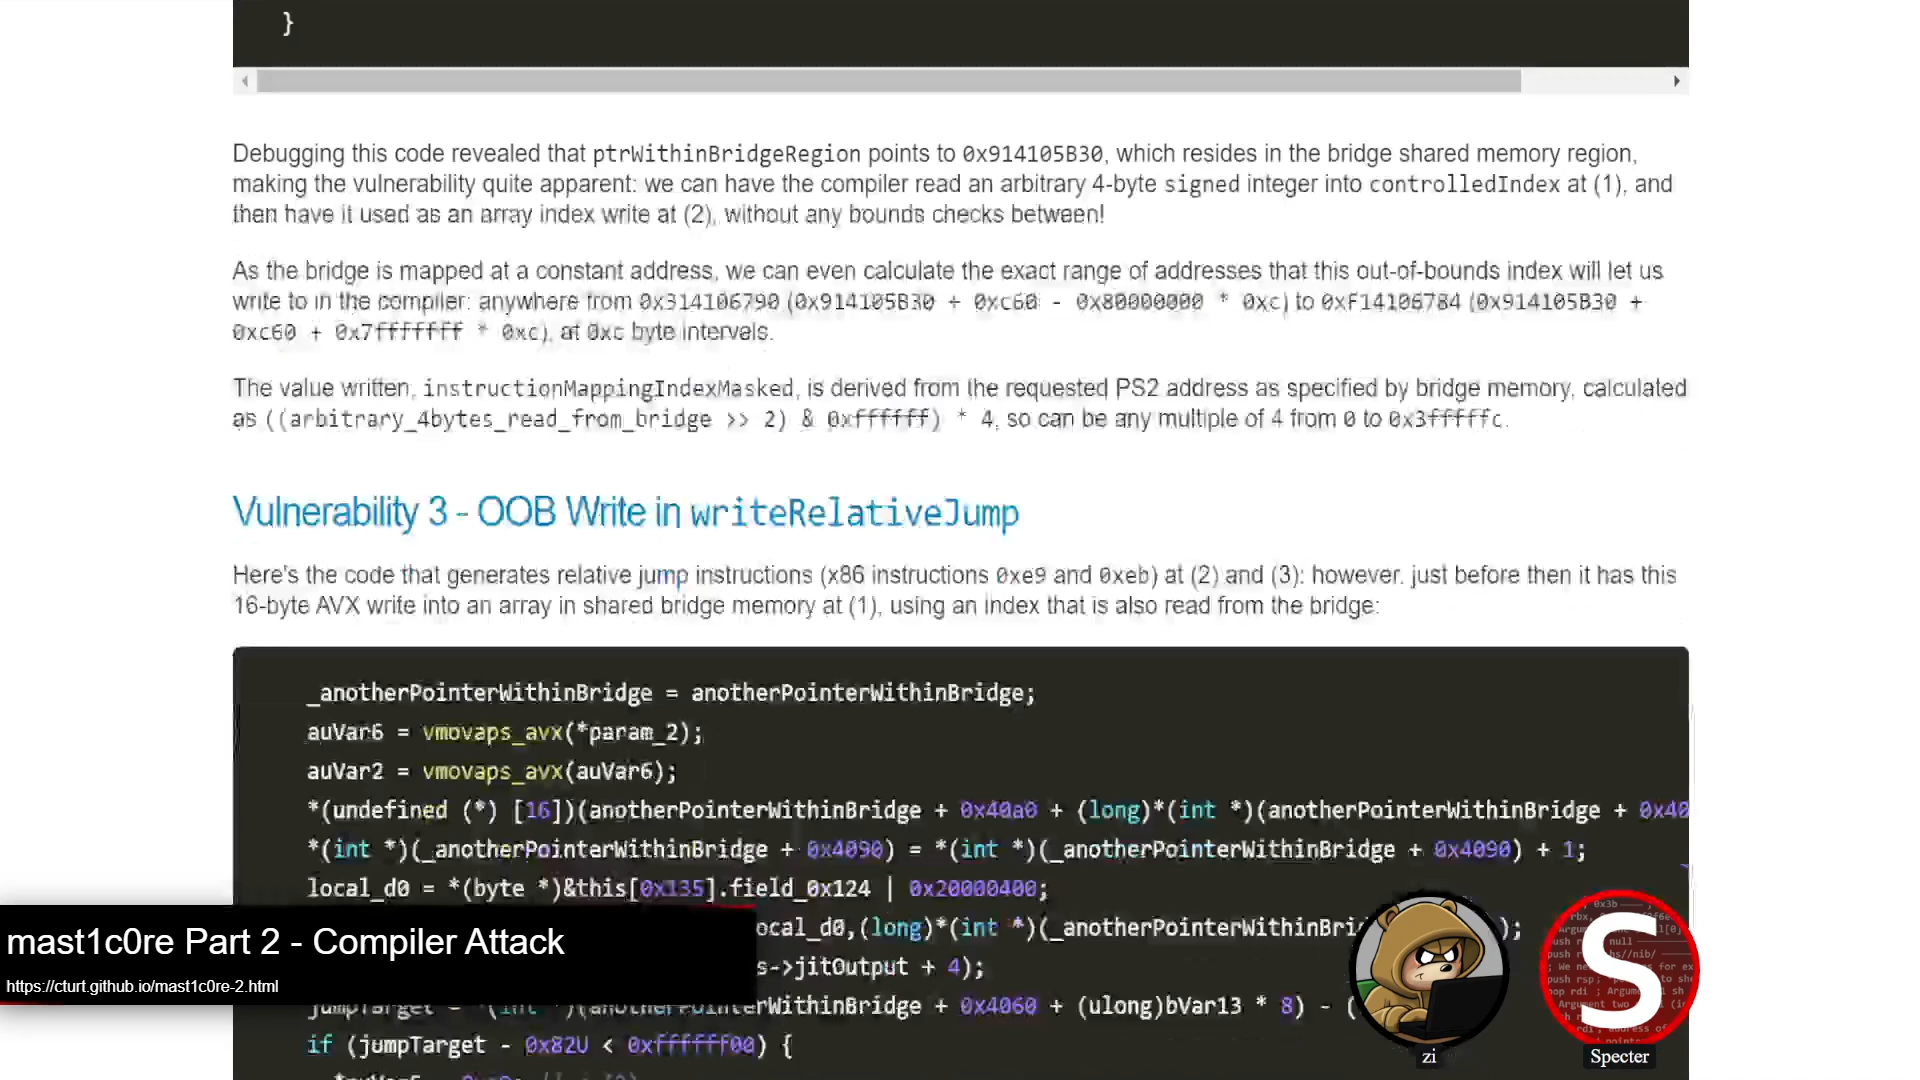 }
Debugging this code revealed that ptrWithinBridgeRegion points to 0x914105B30, which resides in the bridge shared memory region,
making the vulnerability quite apparent: we can have the compiler read an arbitrary 4-byte signed integer into controlledIndex at (1), and
then have it used as an array index write at (2), without any bounds checks between!
As the bridge is mapped at a constant address, we can even calculate the exact range of addresses that this out-of-bounds index will let us
write to in the compiler: anywhere from 0x314106790 (0x914105B30 + 0xc60 - 0x80000000 * 0xc) to 0xF14106784 (0x914105B30 +
0xc60 + 0x7fffffff * 0xc), at 0xc byte intervals.
The value written, instructionMappingIndexMasked, is derived from the requested PS2 address as specified by bridge memory, calculated
as ((arbitrary_4bytes_read_from_bridge >> 2) & 0xffffff) * 4, so can be any multiple of 4 from 0 to 0x3fffffc.
Vulnerability 3 - OOB Write in writeRelativeJump
Here's the code that generates relative jump instructions (x86 instructions 0xe9 and 0xeb) at (2) and (3); however, just before then it has this
16-byte AVX write into an array in shared bridge memory at (1), using an index that is also read from the bridge:
_anotherPointerWithinBridge = anotherPointerWithinBridge;
auVar6 = vmovaps_avx(*param_2);
auVar2 = vmovaps_avx(auVar6);
*(undefined (*) [16])(anotherPointerWithinBridge + 0x40a0 + (long)*(int *)(anotherPointerWithinBridge + 0x40
*(int *)(_anotherPointerWithinBridge + 0x4090) = *(int *)(_anotherPointerWithinBridge + 0x4090) + 1;
local_d0 = *(byte *)&this[0x135].field_0x124 | 0x20000400;
ocal_d0,(long)*(int *)(_anotherPointerWithinBri );
s->jitOutput + 4);
jumpTarget = *(int *)(anotherPointerWithinBridge + 0x4060 + (ulong)bVar13 * 8) - (
if (jumpTarget - 0x82U < 0xffffff00) {
mast1c0re Part 2 - Compiler Attack
https://cturt.github.io/mast1c0re-2.html
zi
S
Specter